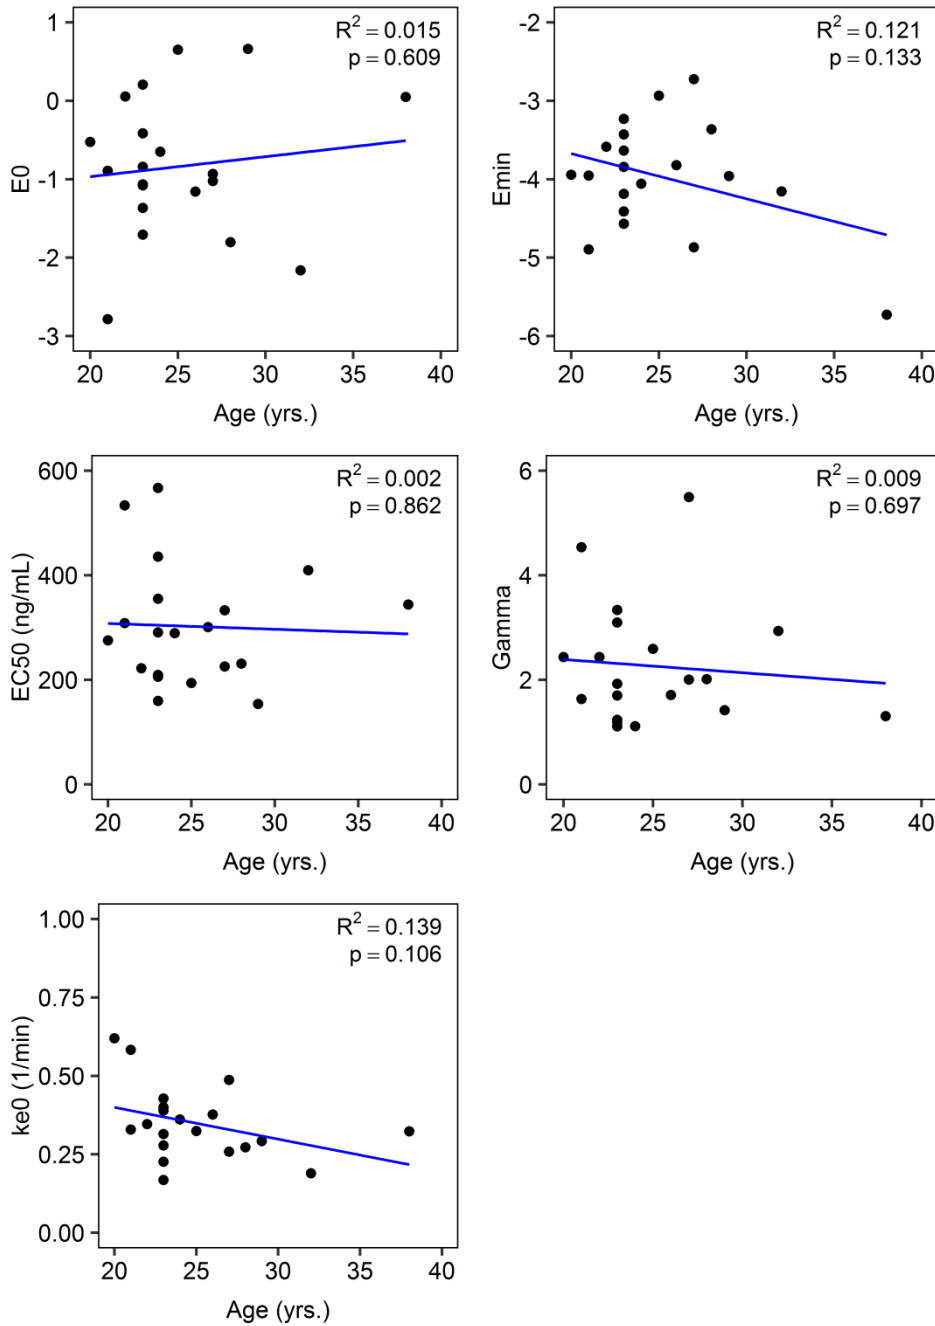 R² = 0.015
p = 0.609
1
0
-1
-2
-3
E0
20 25 30 35 40
Age (yrs.)
R² = 0.121
p = 0.133
-2
-3
-4
-5
-6
Emin
20 25 30 35 40
Age (yrs.)
R² = 0.002
p = 0.862
600
400
200
0
EC50 (ng/mL)
20 25 30 35 40
Age (yrs.)
R² = 0.009
p = 0.697
6
4
2
0
Gamma
20 25 30 35 40
Age (yrs.)
R² = 0.139
p = 0.106
1.00
0.75
0.50
0.25
0.00
ke0 (1/min)
20 25 30 35 40
Age (yrs.)